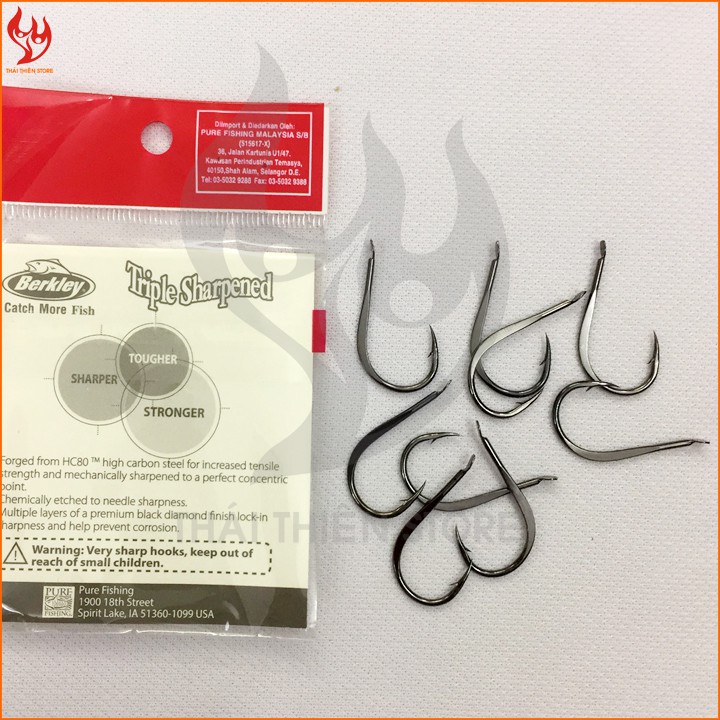 THÁI THIÊN STORE
Diimport & Diedarkan Oleh:
PURE FISHING MALAYSIA S/B
(515617-X)
36, Jalan Kartunis U1/47,
Kawasan Perindustrian Temasya,
40150,Shah Alam, Selangor D.E.
Tel: 03-5032 9288 Fax: 03-5032 9388
Berkley
Catch More Fish
Triple Sharpened
TOUGHER
SHARPER
STRONGER
Forged from HC80 ™ high carbon steel for increased tensile
strength and mechanically sharpened to a perfect concentric
point.
Chemically etched to needle sharpness.
Multiple layers of a premium black diamond finish lock-in
sharpness and help prevent corrosion.
Warning: Very sharp hooks, keep out of
reach of small children.
PURE
FISHING
Pure Fishing
1900 18th Street
Spirit Lake, IA 51360-1099 USA
THÁI THIÊN STORE